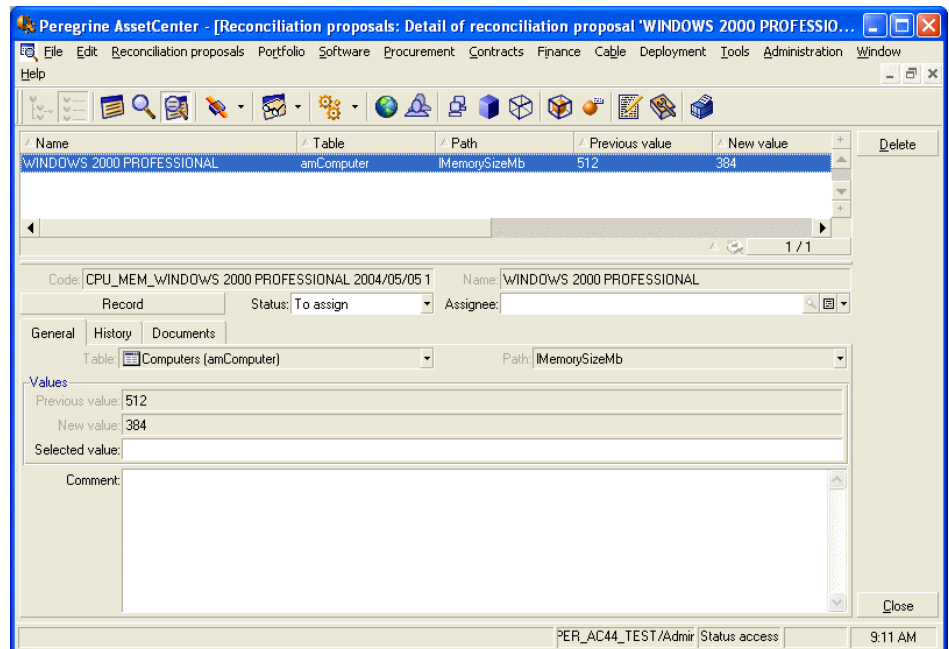 Peregrine AssetCenter - [Reconciliation proposals: Detail of reconciliation proposal 'WINDOWS 2000 PROFESSIO...
File Edit Reconciliation proposals Portfolio Software Procurement Contracts Finance Cable Deployment Tools Administration Window
Help
Name Table Path Previous value New value
Delete
WINDOWS 2000 PROFESSIONAL amComputer lMemorySizeMb 512 384
1 / 1
Code: CPU_MEM_WINDOWS 2000 PROFESSIONAL 2004/05/05 1 Name: WINDOWS 2000 PROFESSIONAL
Record Status: To assign Assignee:
General History Documents
Table: Computers (amComputer) Path: lMemorySizeMb
Values
Previous value: 512
New value: 384
Selected value:
Comment:
Close
PER_AC44_TEST/Admir Status access 9:11 AM